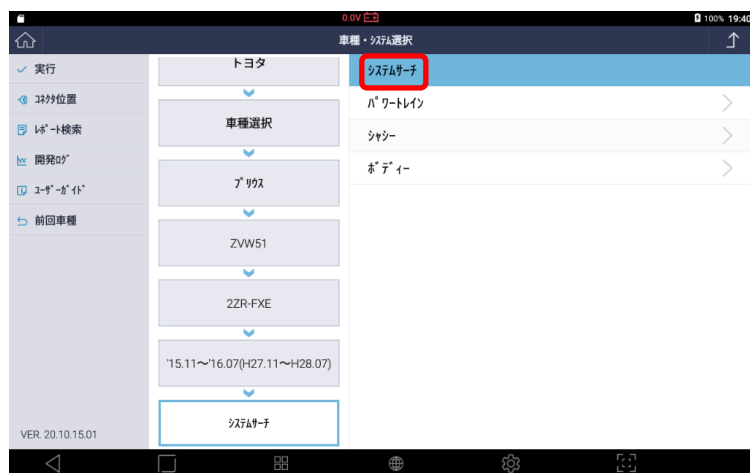 0.0V
100% 19:40
車種・ｼｽﾃﾑ選択
実行
ｺﾈｸﾀ位置
ﾚﾎﾟｰﾄ検索
開発ﾛｸﾞ
ﾕｰｻﾞｰｶﾞｲﾄﾞ
前回車種
VER. 20.10.15.01
トヨタ
車種選択
ﾌﾟﾘｳｽ
ZVW51
2ZR-FXE
'15.11～'16.07(H27.11～H28.07)
ｼｽﾃﾑｻｰﾁ
ｼｽﾃﾑｻｰﾁ
ﾊﾟﾜｰﾄﾚｲﾝ
ｼｬｼｰ
ﾎﾞﾃﾞｨｰ